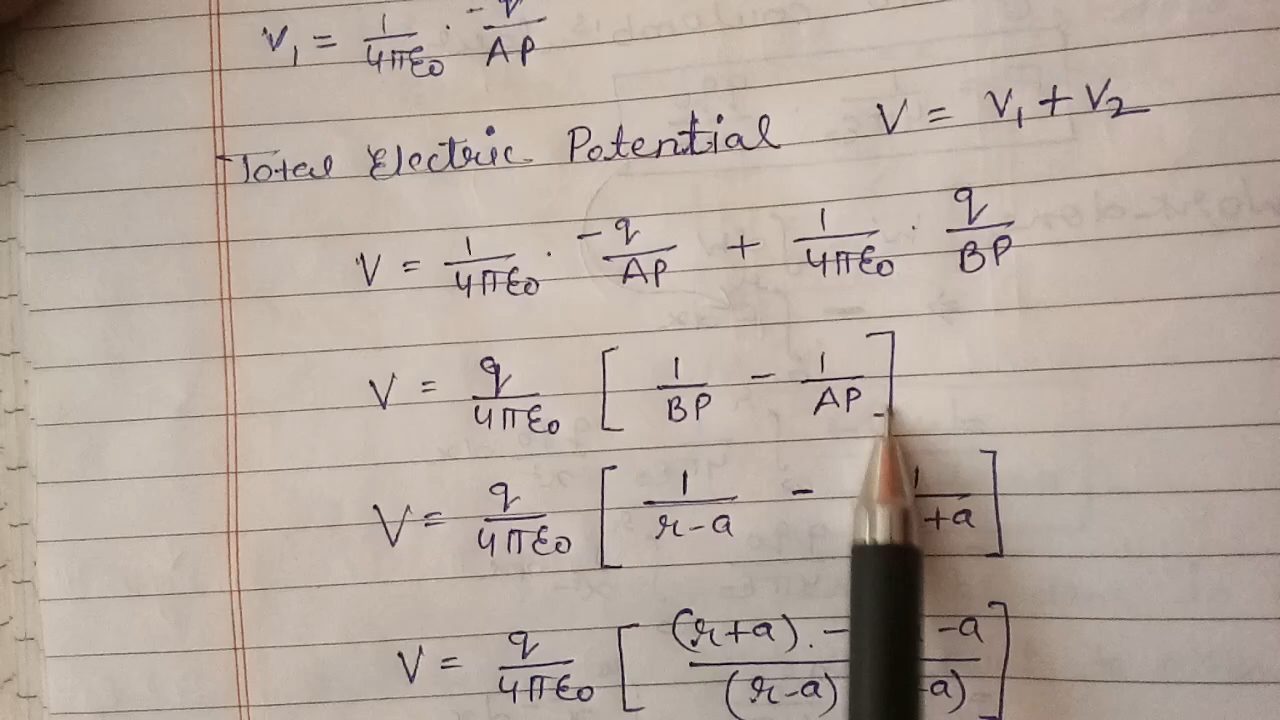 V₁ = 1/4πε₀ · -q/AP
Total Electric Potential V = V₁ + V₂
V = 1/4πε₀ · -q/AP + 1/4πε₀ · q/BP
V = q/4πε₀ [ 1/BP - 1/AP ]
V = q/4πε₀ [ 1/r-a - 1/ +a ]
V = q/4πε₀ [ (r+a) · - -a / (r-a) a) ]